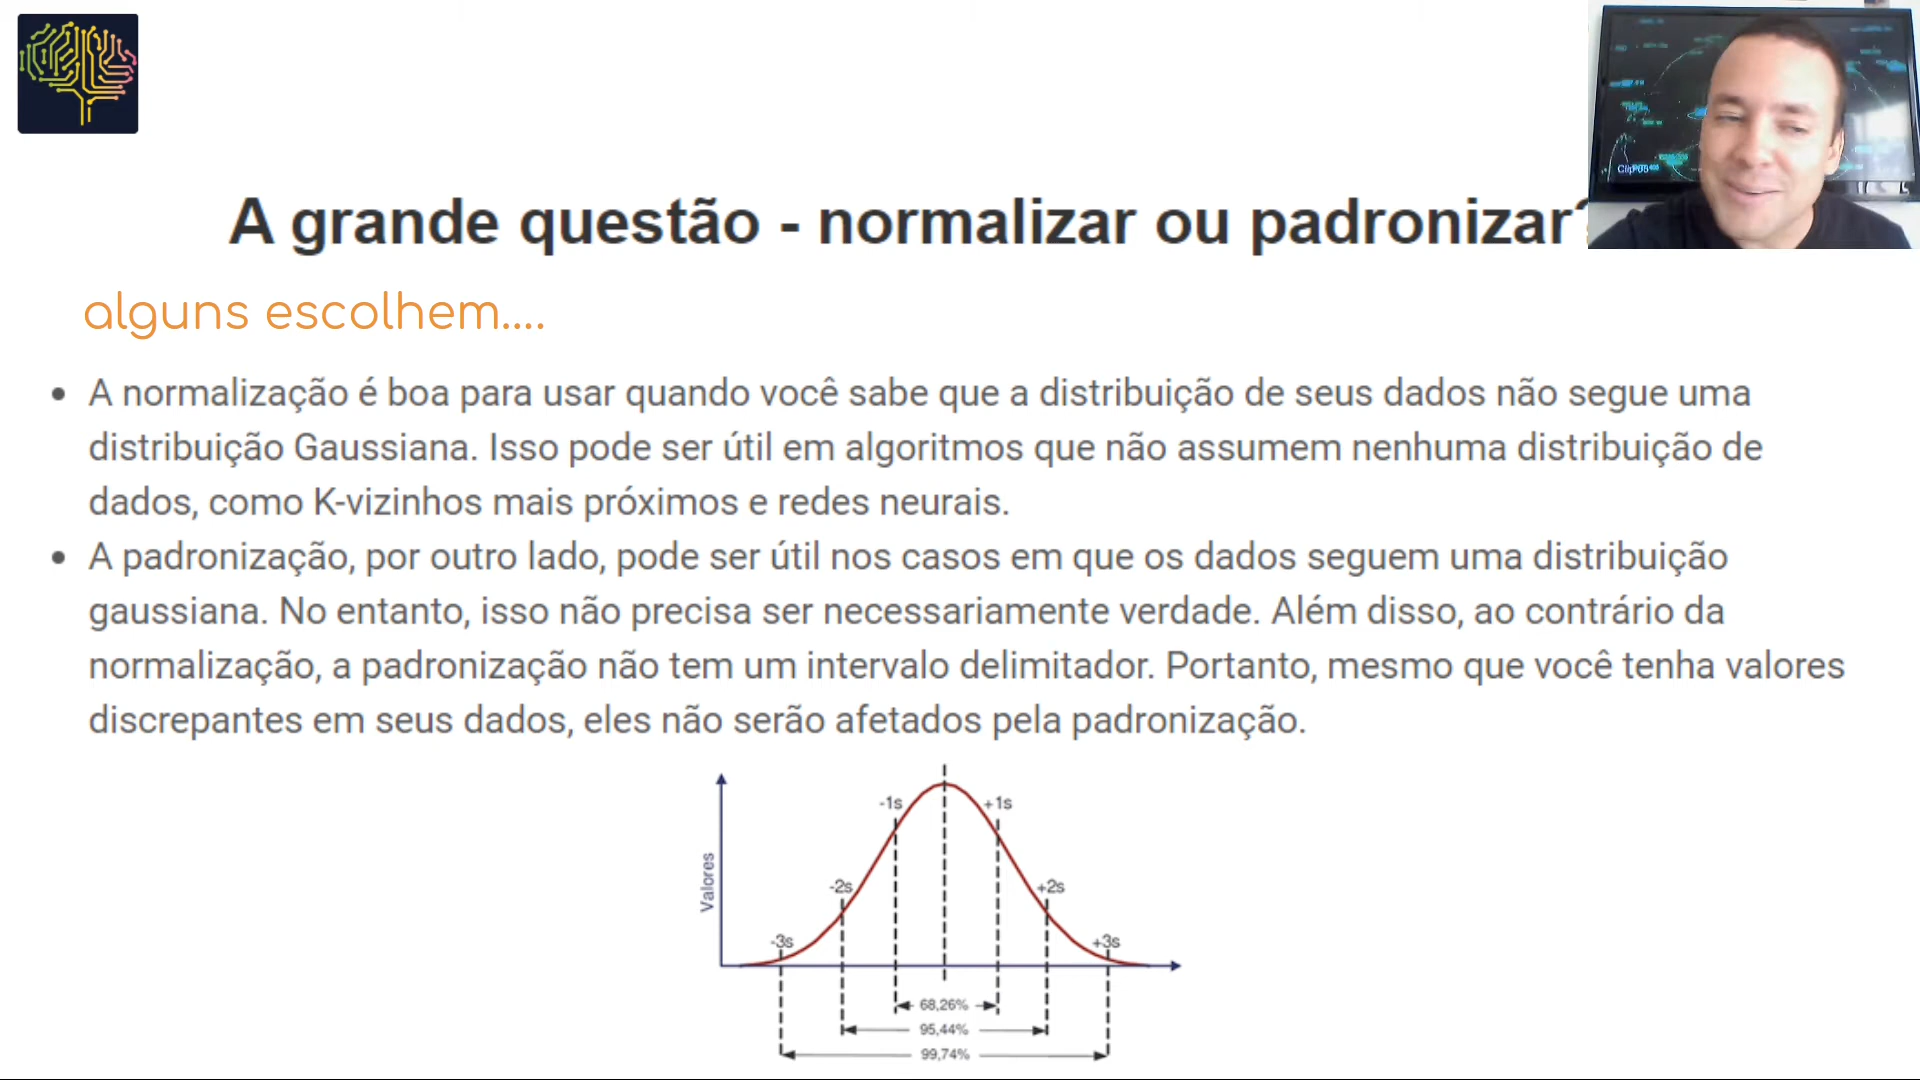 A grande questão - normalizar ou padronizar?
alguns escolhem....
• A normalização é boa para usar quando você sabe que a distribuição de seus dados não segue uma
distribuição Gaussiana. Isso pode ser útil em algoritmos que não assumem nenhuma distribuição de
dados, como K-vizinhos mais próximos e redes neurais.
• A padronização, por outro lado, pode ser útil nos casos em que os dados seguem uma distribuição
gaussiana. No entanto, isso não precisa ser necessariamente verdade. Além disso, ao contrário da
normalização, a padronização não tem um intervalo delimitador. Portanto, mesmo que você tenha valores
discrepantes em seus dados, eles não serão afetados pela padronização.
-1s
+1s
Valores
-2s
+2s
-3s
+3s
68,26%
95,44%
99,74%